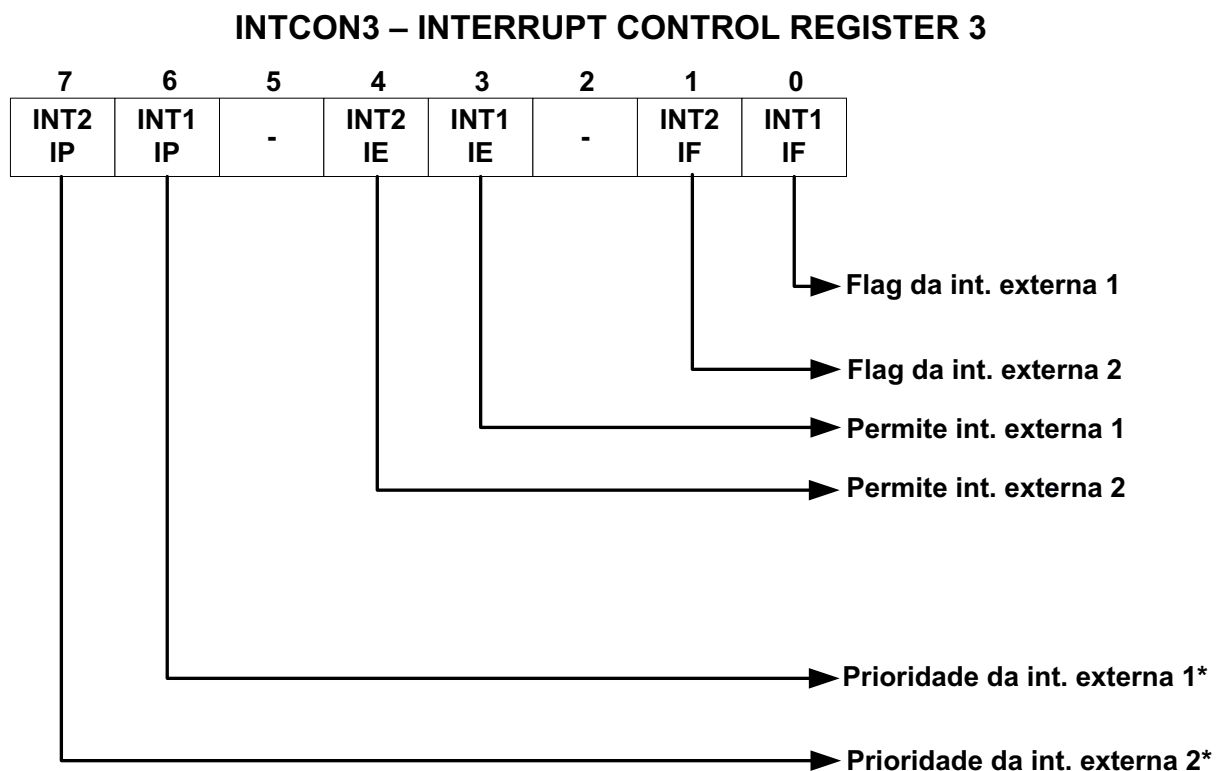 INTCON3 – INTERRUPT CONTROL REGISTER 3
7 6 5 4 3 2 1 0
INT2 INT1 - INT2 INT1 - INT2 INT1
IP IP IE IE IF IF
Flag da int. externa 1
Flag da int. externa 2
Permite int. externa 1
Permite int. externa 2
Prioridade da int. externa 1*
Prioridade da int. externa 2*